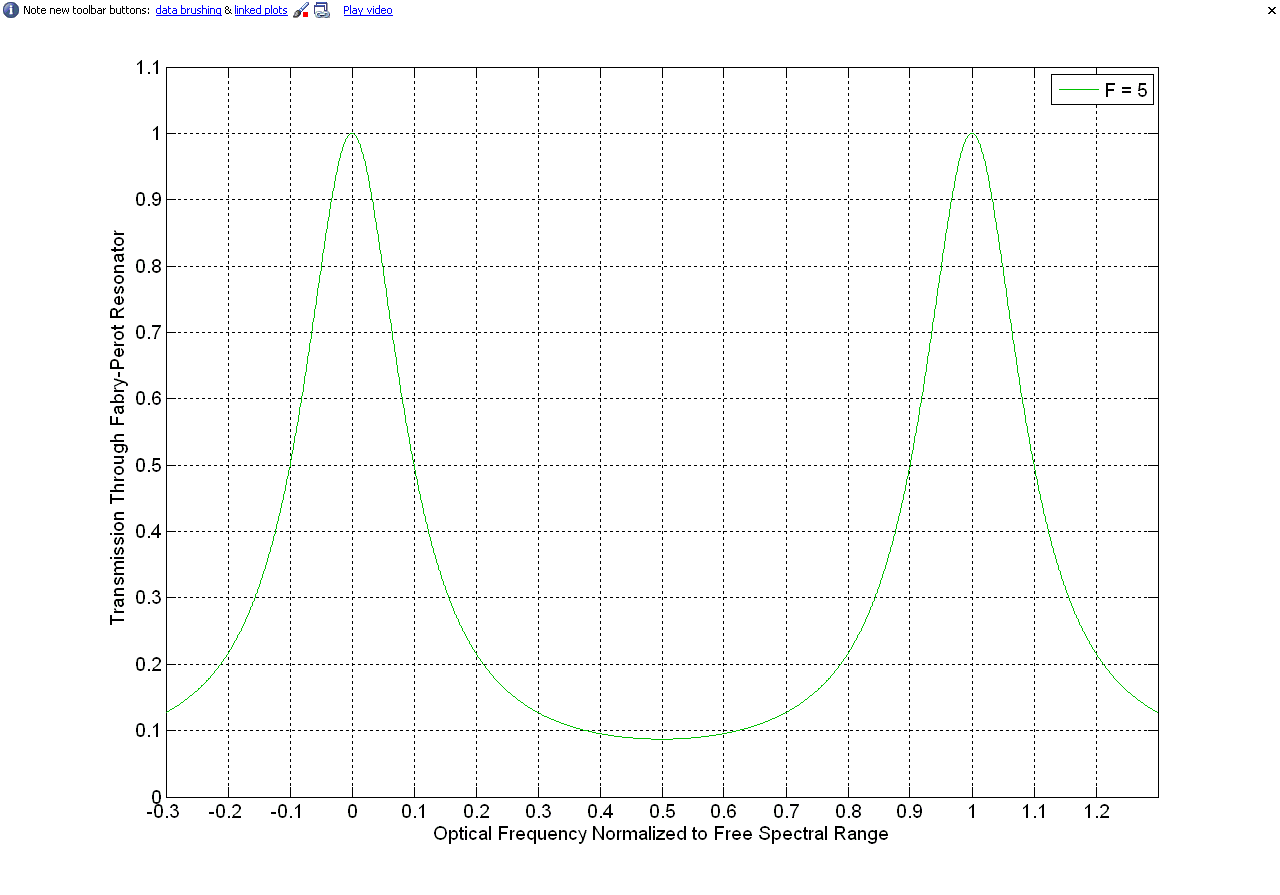 Note new toolbar buttons: data brushing & linked plots Play video
F = 5
1.1
1
0.9
0.8
0.7
0.6
0.5
0.4
0.3
0.2
0.1
0
Transmission Through Fabry-Perot Resonator
-0.3 -0.2 -0.1 0 0.1 0.2 0.3 0.4 0.5 0.6 0.7 0.8 0.9 1 1.1 1.2
Optical Frequency Normalized to Free Spectral Range